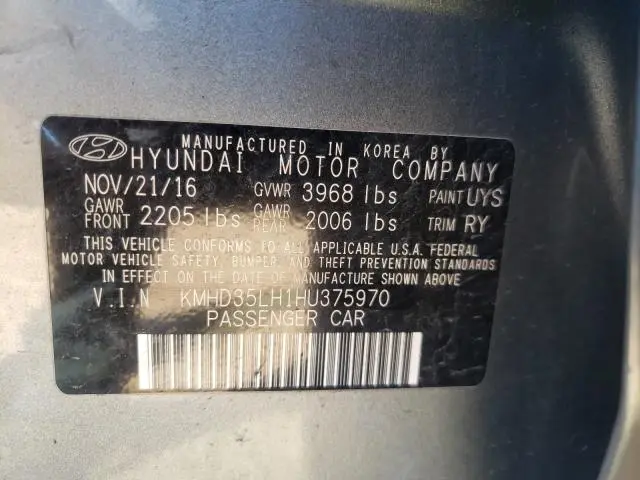 MANUFACTURED IN KOREA BY
HYUNDAI MOTOR COMPANY
NOV/21/16 GVWR 3968 lbs PAINT UYS
GAWR FRONT 2205 lbs GAWR REAR 2006 lbs TRIM RY
THIS VEHICLE CONFORMS TO ALL APPLICABLE U.S.A. FEDERAL
MOTOR VEHICLE SAFETY, BUMPER, AND THEFT PREVENTION STANDARDS
IN EFFECT ON THE DATE OF MANUFACTURE SHOWN ABOVE
V.I.N KMHD35LH1HU375970
PASSENGER CAR